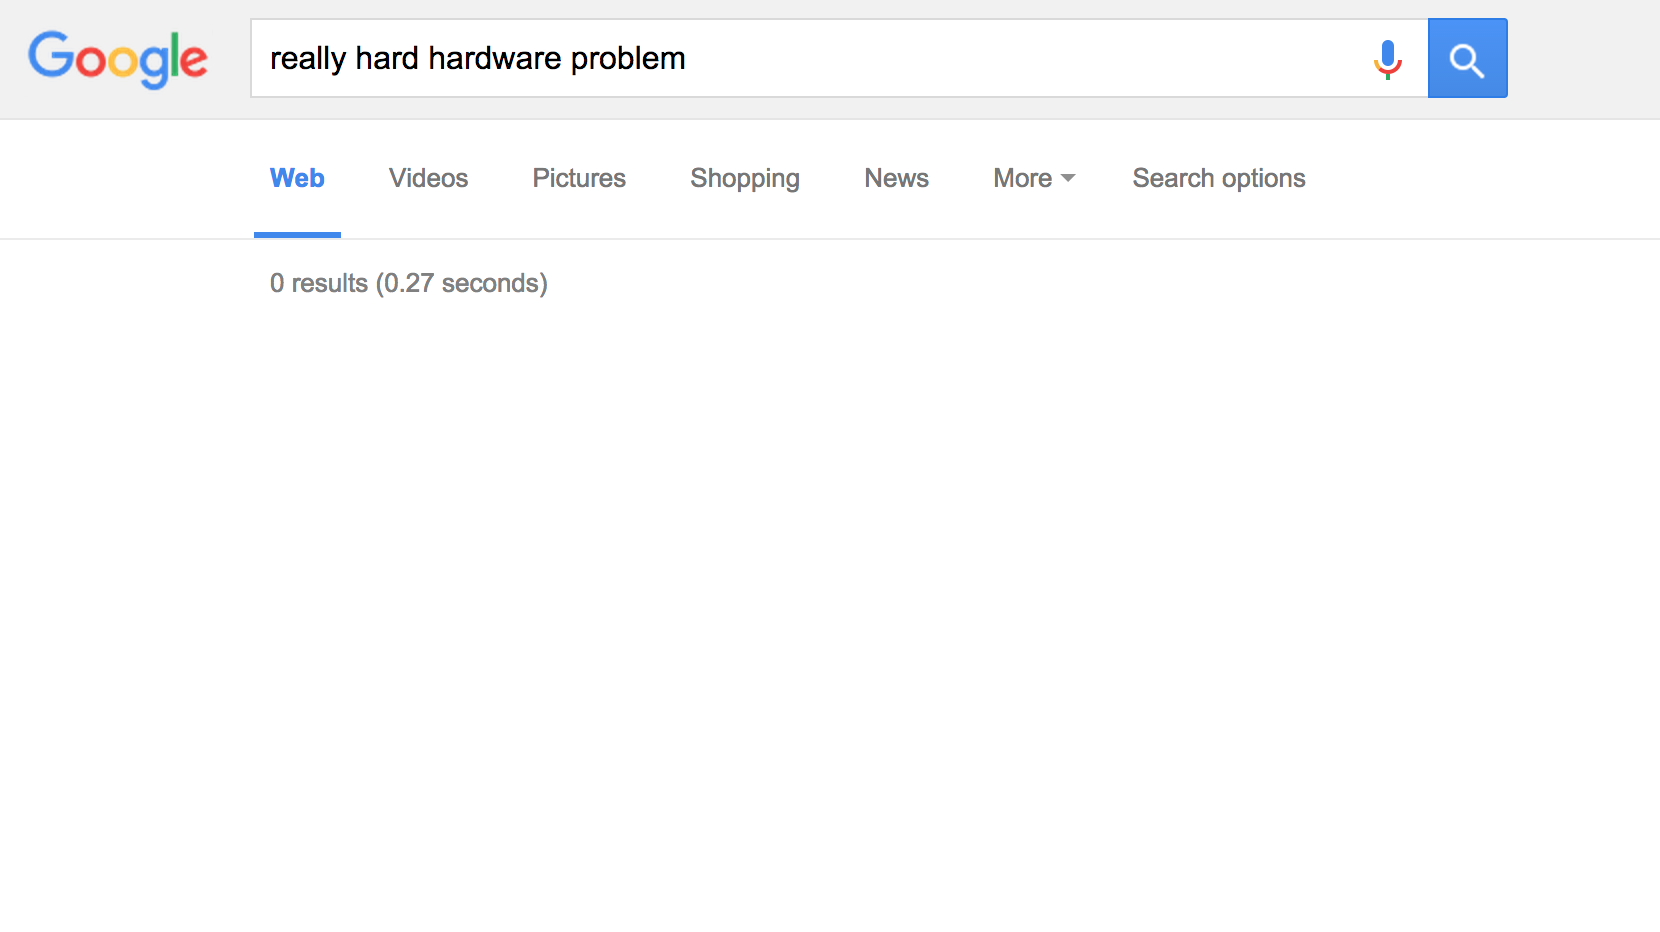 Google
really hard hardware problem
Web Videos Pictures Shopping News More Search options
0 results (0.27 seconds)